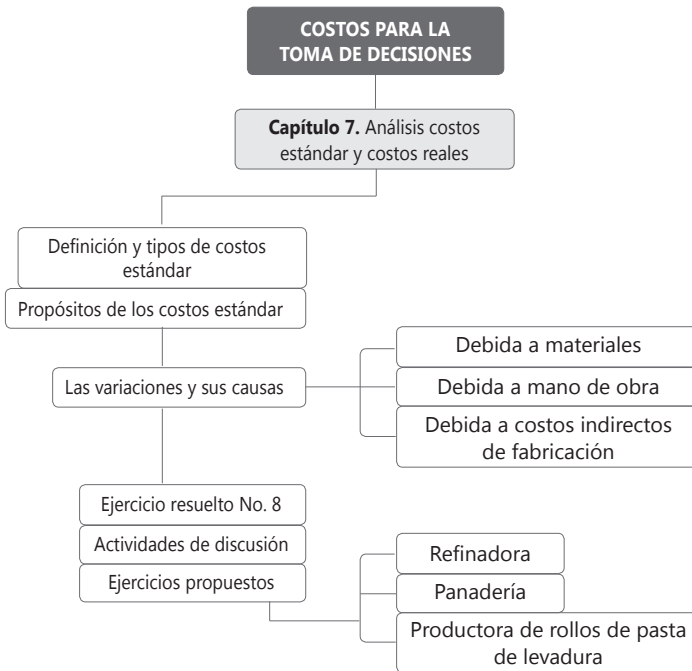 COSTOS PARA LA
TOMA DE DECISIONES
Capítulo 7. Análisis costos
estándar y costos reales
Definición y tipos de costos
estándar
Propósitos de los costos estándar
Las variaciones y sus causas
Debida a materiales
Debida a mano de obra
Debida a costos indirectos
de fabricación
Ejercicio resuelto No. 8
Actividades de discusión
Ejercicios propuestos
Refinadora
Panadería
Productora de rollos de pasta
de levadura